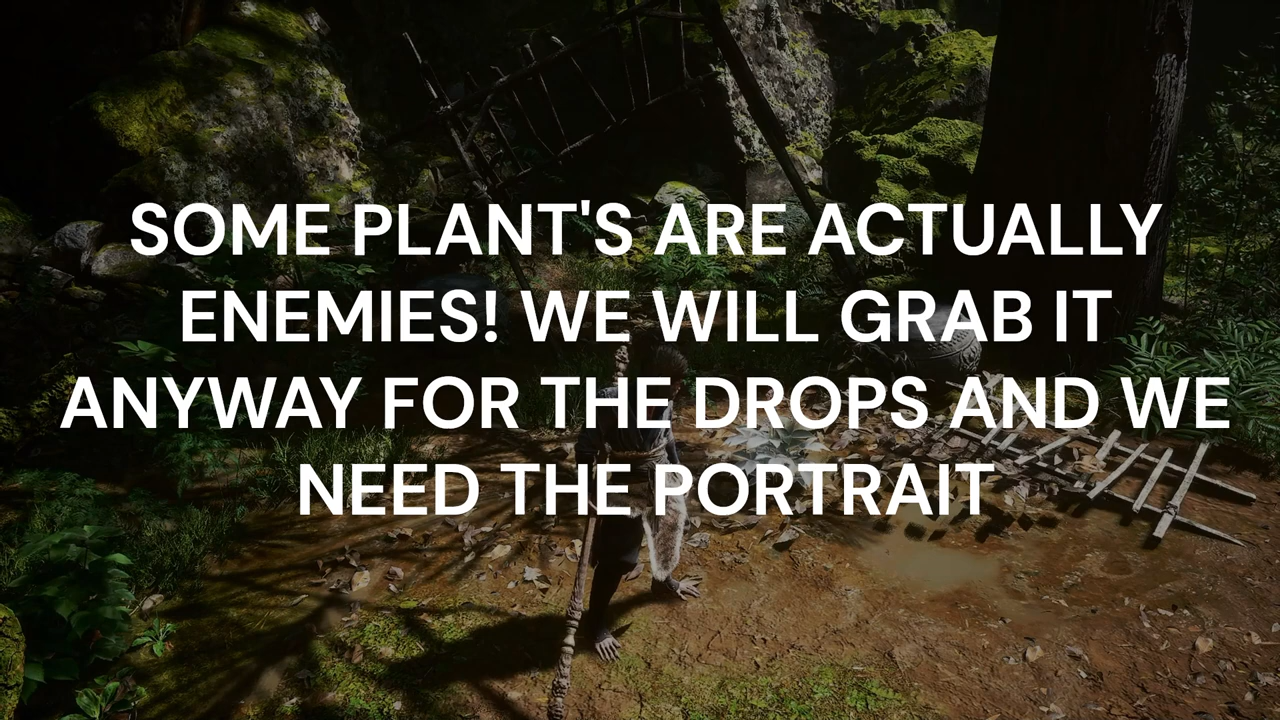 SOME PLANT'S ARE ACTUALLY
ENEMIES! WE WILL GRAB IT
ANYWAY FOR THE DROPS AND WE
NEED THE PORTRAIT